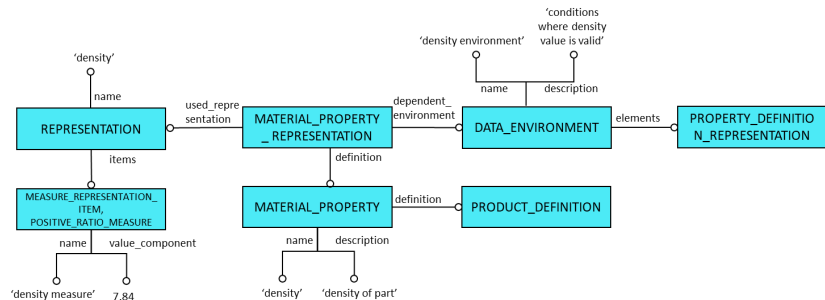 'conditions
where density
value is valid'
'density environment'
'density'
name
used_repre
sentation
dependent_
environment
name
description
REPRESENTATION
MATERIAL_PROPERTY
_ REPRESENTATION
DATA_ENVIRONMENT
elements
PROPERTY_DEFINITIO
N_REPRESENTATION
items
definition
MEASURE_REPRESENTATION_
ITEM,
POSITIVE_RATIO_MEASURE
MATERIAL_PROPERTY
definition
PRODUCT_DEFINITION
name
value_component
name
description
'density measure'
7.84
'density'
'density of part'